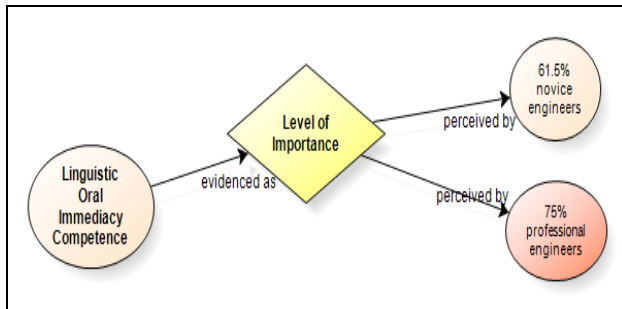 Linguistic
Oral
Immediacy
Competence
evidenced as
Level of
Importance
perceived by
61.5%
novice
engineers
perceived by
75%
professional
engineers